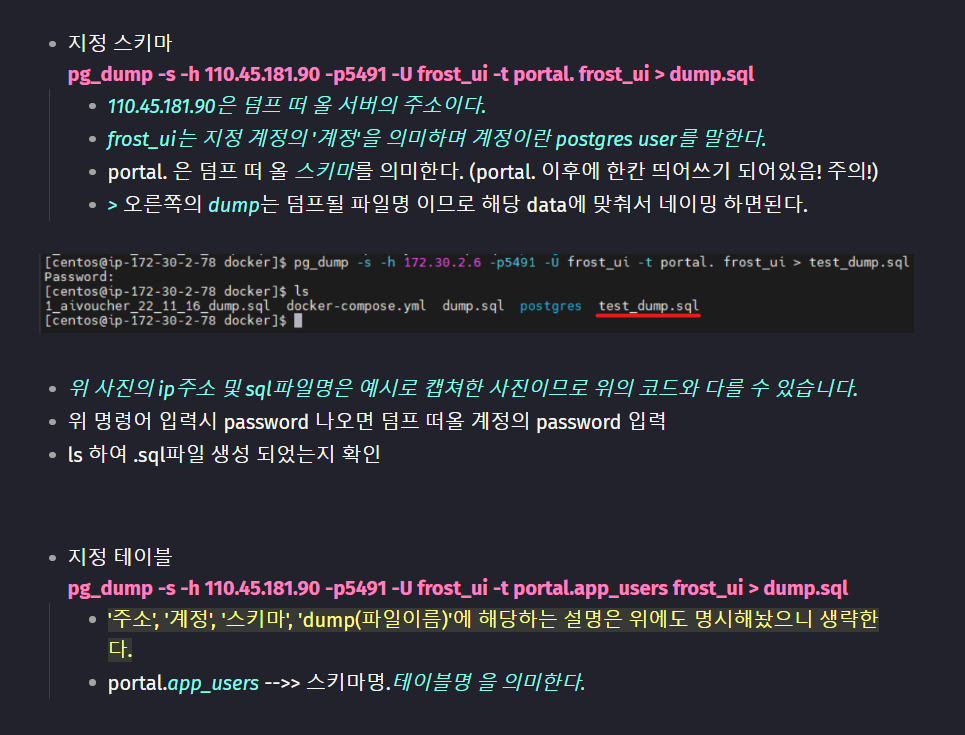 지정 스키마
pg_dump -s -h 110.45.181.90 -p5491 -U frost_ui -t portal. frost_ui > dump.sql
110.45.181.90은 덤프 떠 올 서버의 주소이다.
frost_ui는 지정 계정의 '계정'을 의미하며 계정이란 postgres user를 말한다.
portal. 은 덤프 떠 올 스키마를 의미한다. (portal. 이후에 한칸 띄어쓰기 되어있음! 주의!)
> 오른쪽의 dump는 덤프될 파일명 이므로 해당 data에 맞춰서 네이밍 하면된다.
[centos@ip-172-30-2-78 docker]$ pg_dump -s -h 172.30.2.6 -p5491 -U frost_ui -t portal. frost_ui > test_dump.sql
Password:
[centos@ip-172-30-2-78 docker]$ ls
1_aivoucher_22_11_16_dump.sql docker-compose.yml dump.sql postgres test_dump.sql
[centos@ip-172-30-2-78 docker]$
위 사진의 ip주소 및 sql파일명은 예시로 캡쳐한 사진이므로 위의 코드와 다를 수 있습니다.
위 명령어 입력시 password 나오면 덤프 떠올 계정의 password 입력
ls 하여 .sql파일 생성 되었는지 확인
지정 테이블
pg_dump -s -h 110.45.181.90 -p5491 -U frost_ui -t portal.app_users frost_ui > dump.sql
'주소', '계정', '스키마', 'dump(파일이름)'에 해당하는 설명은 위에도 명시해놨으니 생략한
다.
portal.app_users -->> 스키마명.테이블명 을 의미한다.